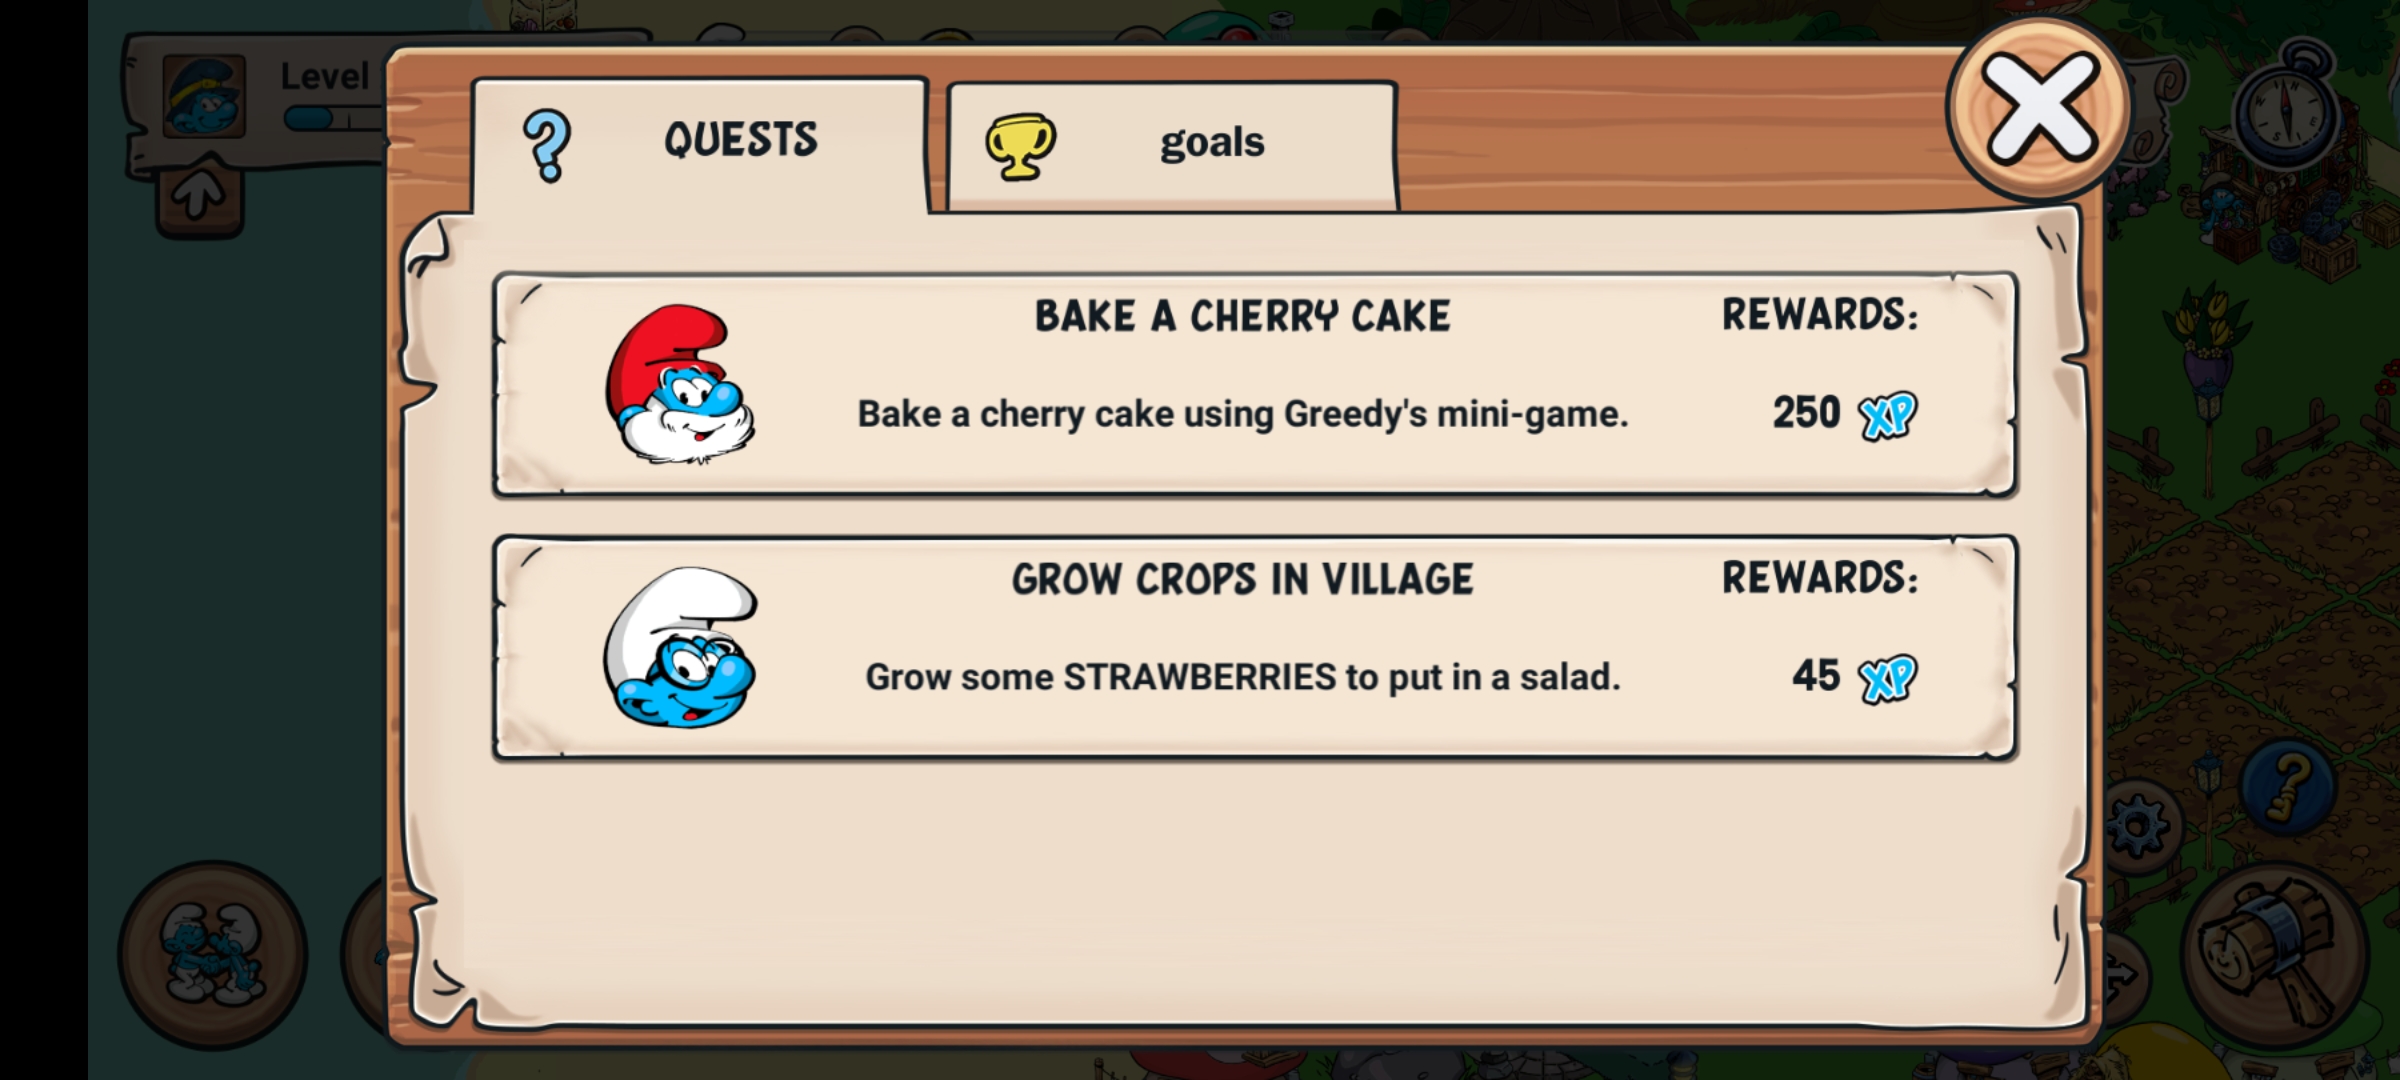 Level
QUESTS
goals
BAKE A CHERRY CAKE
REWARDS:
Bake a cherry cake using Greedy's mini-game.
250 XP
GROW CROPS IN VILLAGE
REWARDS:
Grow some STRAWBERRIES to put in a salad.
45 XP